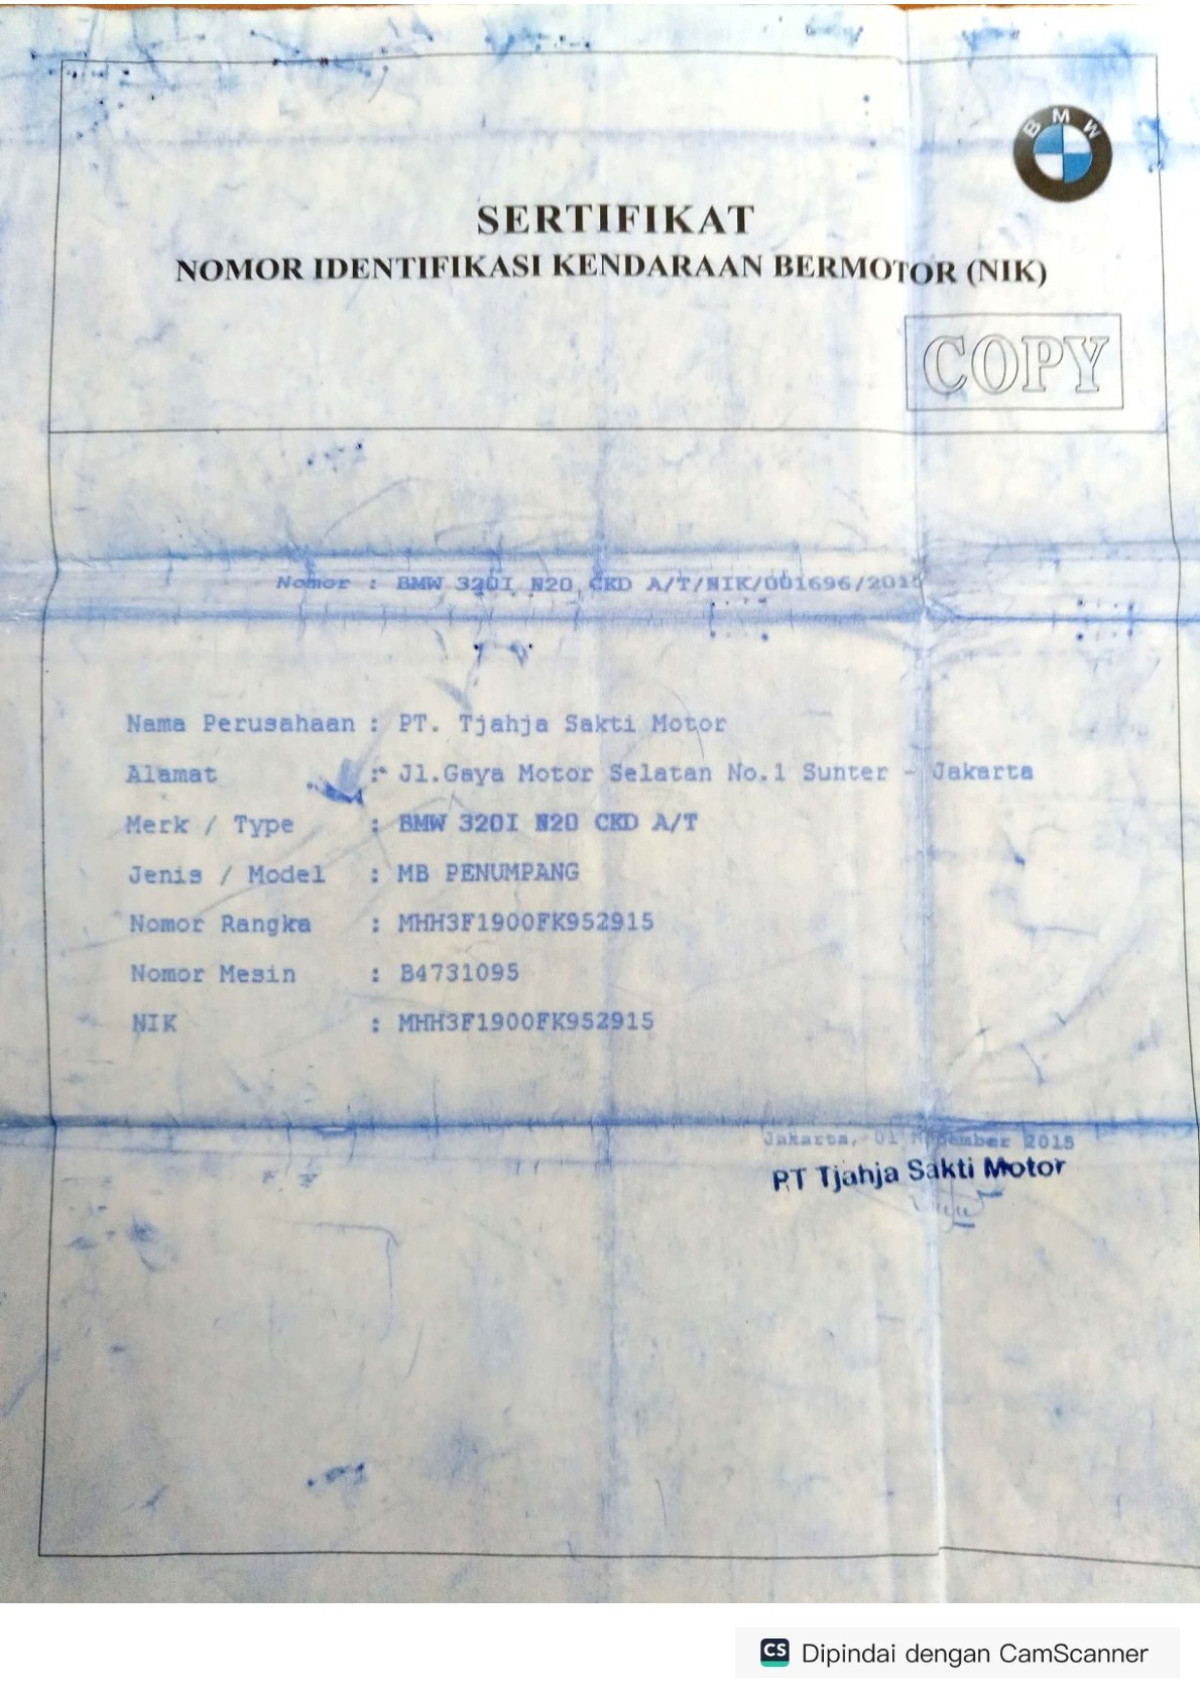 BMW
SERTIFIKAT
NOMOR IDENTIFIKASI KENDARAAN BERMOTOR (NIK)
COPY
Nomor : BMW 320I N20 CKD A/T/NIK/001696/2015
Nama Perusahaan : PT. Tjahja Sakti Motor
Alamat : Jl.Gaya Motor Selatan No.1 Sunter - Jakarta
Merk / Type : BMW 320I N20 CKD A/T
Jenis / Model : MB PENUMPANG
Nomor Rangka : MHH3F1900FK952915
Nomor Mesin : B4731095
NIK : MHH3F1900FK952915
Jakarta, 01 2015
PT Tjahja Sakti Motor
CS Dipindai dengan CamScanner